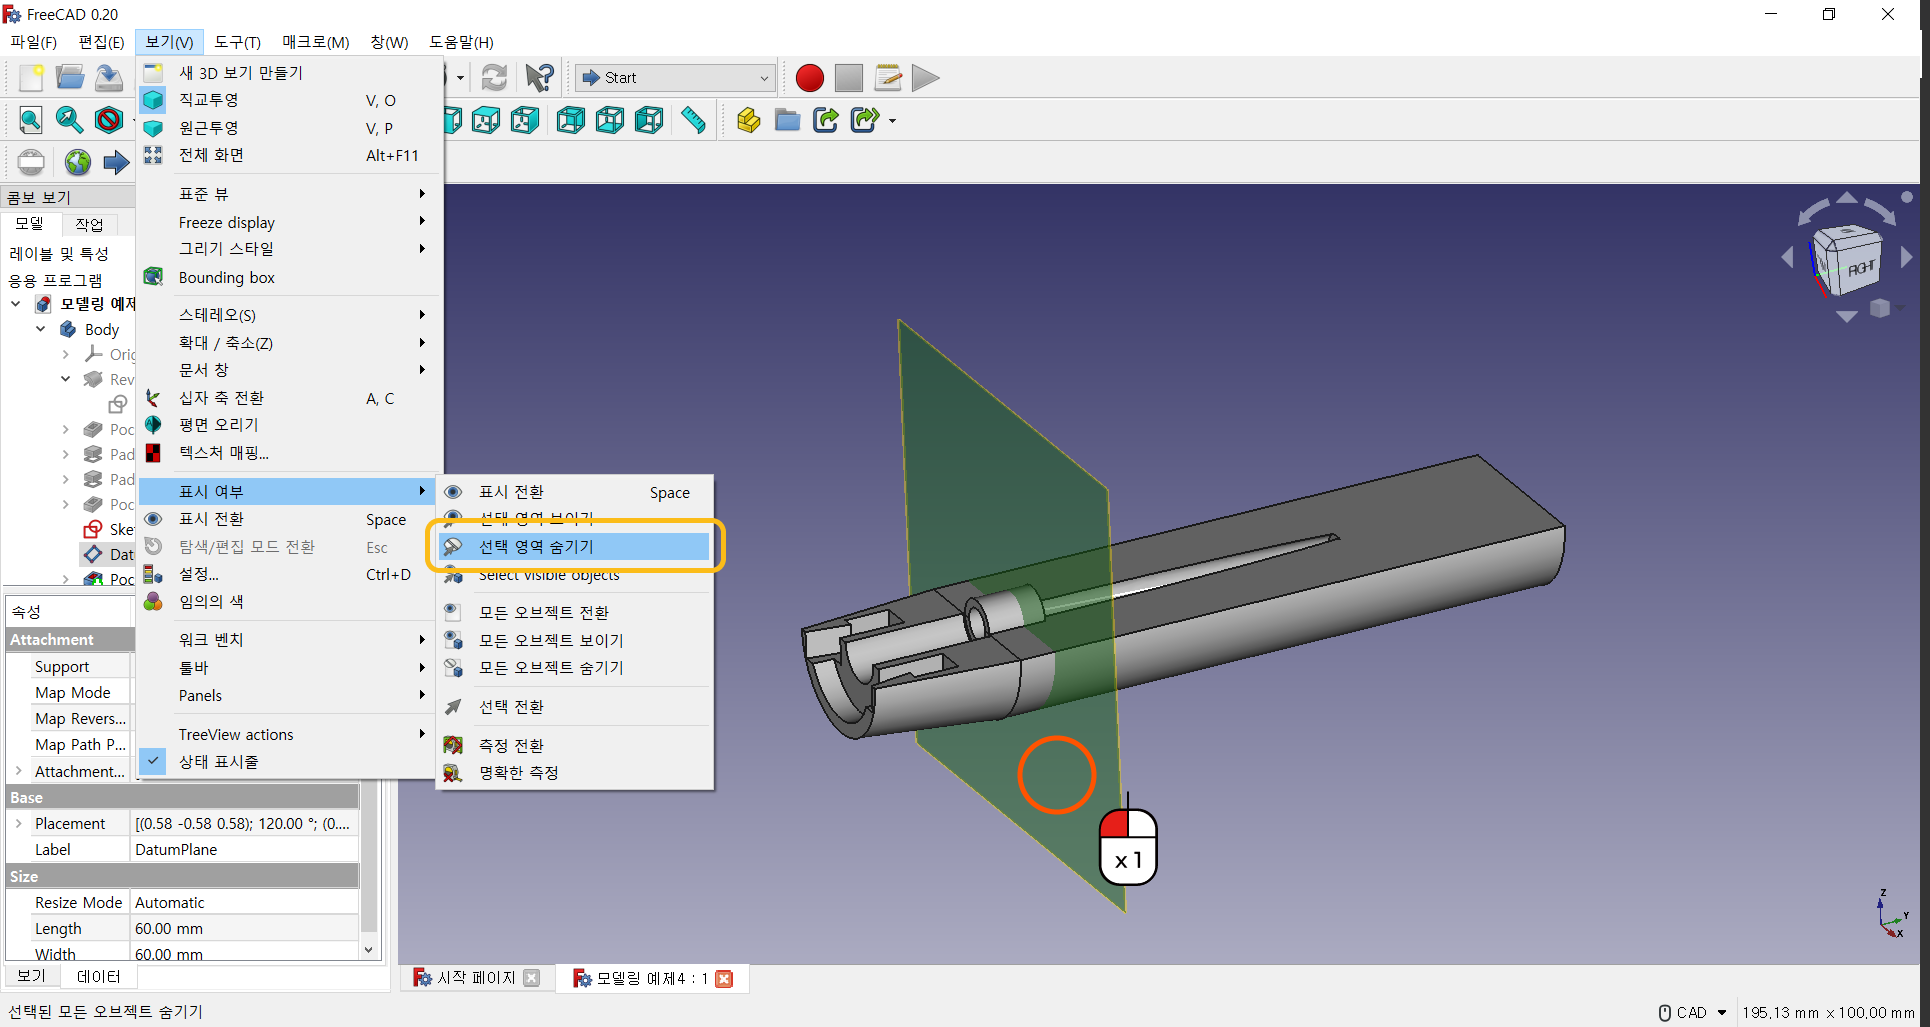 FreeCAD 0.20
파일(F) 편집(E) 보기(V) 도구(T) 매크로(M) 창(W) 도움말(H)
Start
새 3D 보기 만들기
직교투영 V, O
원근투영 V, P
전체 화면 Alt+F11
표준 뷰
Freeze display
그리기 스타일
Bounding box
스테레오(S)
확대 / 축소(Z)
문서 창
십자 축 전환 A, C
평면 오리기
텍스처 매핑...
표시 여부
표시 전환 Space
탐색/편집 모드 전환 Esc
설정... Ctrl+D
임의의 색
워크 벤치
툴바
Panels
TreeView actions
상태 표시줄
표시 전환 Space
선택 영역 보이기
선택 영역 숨기기
Select visible objects
모든 오브젝트 전환
모든 오브젝트 보이기
모든 오브젝트 숨기기
선택 전환
측정 전환
명확한 측정
콤보 보기
모델 작업
레이블 및 특성
응용 프로그램
모델링 예제
Body
Orig
Rev
Poc
Pad
Pad
Poc
Ske
Dat
Poc
속성
Attachment
Support
Map Mode
Map Revers...
Map Path P...
Attachment...
Base
Placement [(0.58 -0.58 0.58); 120.00 °; (0....
Label DatumPlane
Size
Resize Mode Automatic
Length 60.00 mm
Width 60.00 mm
보기 데이터
RIGHT
x 1
Z
Y
X
시작 페이지
모델링 예제4 : 1
선택된 모든 오브젝트 숨기기
CAD
195.13 mm x 100.00 mm